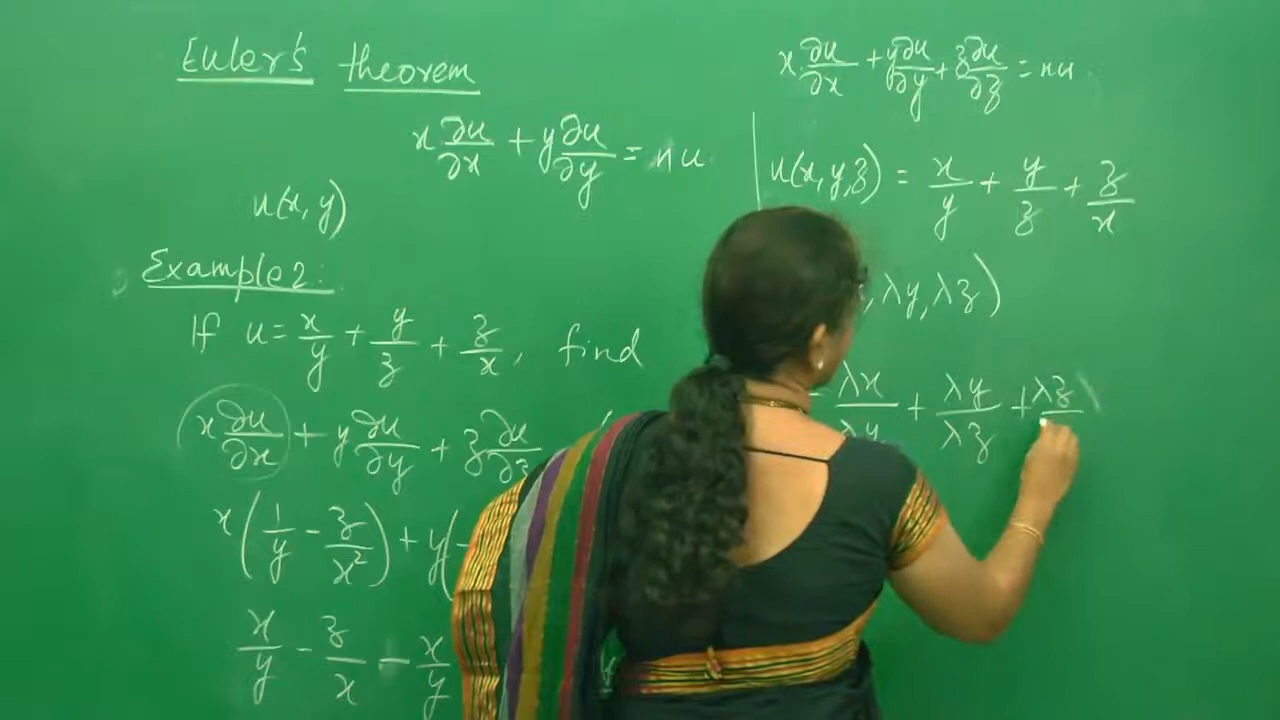 Euler's theorem
x ∂u/∂x + y ∂u/∂y = nu
u(x, y)
Example 2:
If u = x/y + y/z + z/x, find
x ∂u/∂x + y ∂u/∂y + z ∂u/∂z
x(1/y - z/x²) + y(-
x/y - z/x - x/y
x ∂u/∂x + y ∂u/∂y + z ∂u/∂z = nu.
u(x, y, z) = x/y + y/z + z/x
, λy, λz)
λx/λy + λy/λz + λz